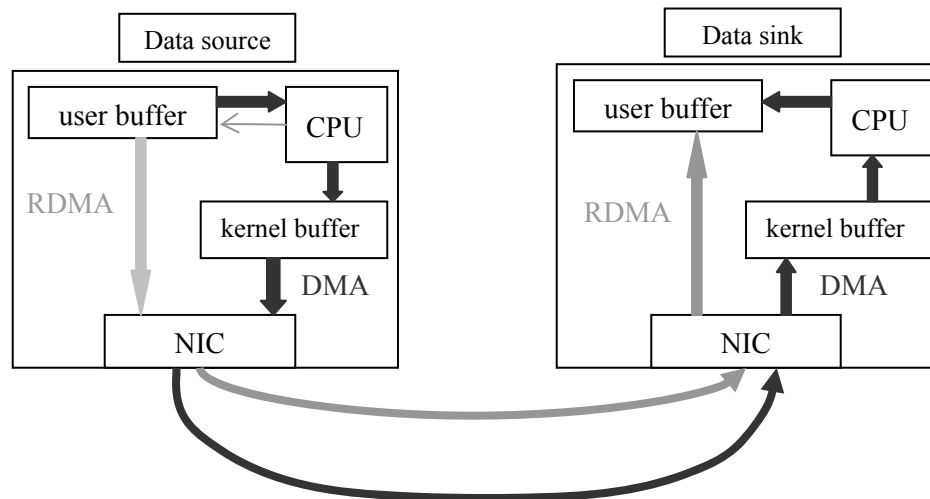 Data source
Data sink
user buffer
CPU
user buffer
CPU
RDMA
kernel buffer
RDMA
kernel buffer
DMA
DMA
NIC
NIC